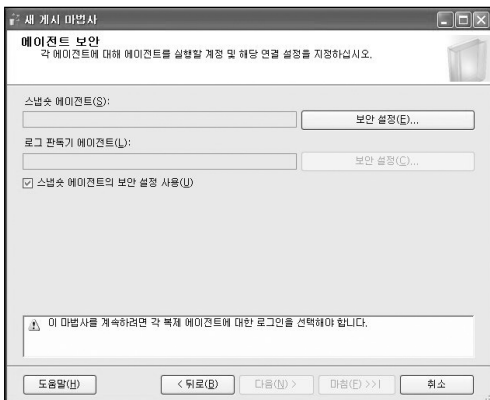 새 게시 마법사
에이전트 보안
각 에이전트에 대해 에이전트를 실행할 계정 및 해당 연결 설정을 지정하십시오.
스냅숏 에이전트(S):
보안 설정(E)...
로그 판독기 에이전트(L):
보안 설정(C)...
스냅숏 에이전트의 보안 설정 사용(U)
이 마법사를 계속하려면 각 복제 에이전트에 대한 로그인을 선택해야 합니다.
도움말(H)
< 뒤로(B)
다음(N) >
마침(F) >>|
취소